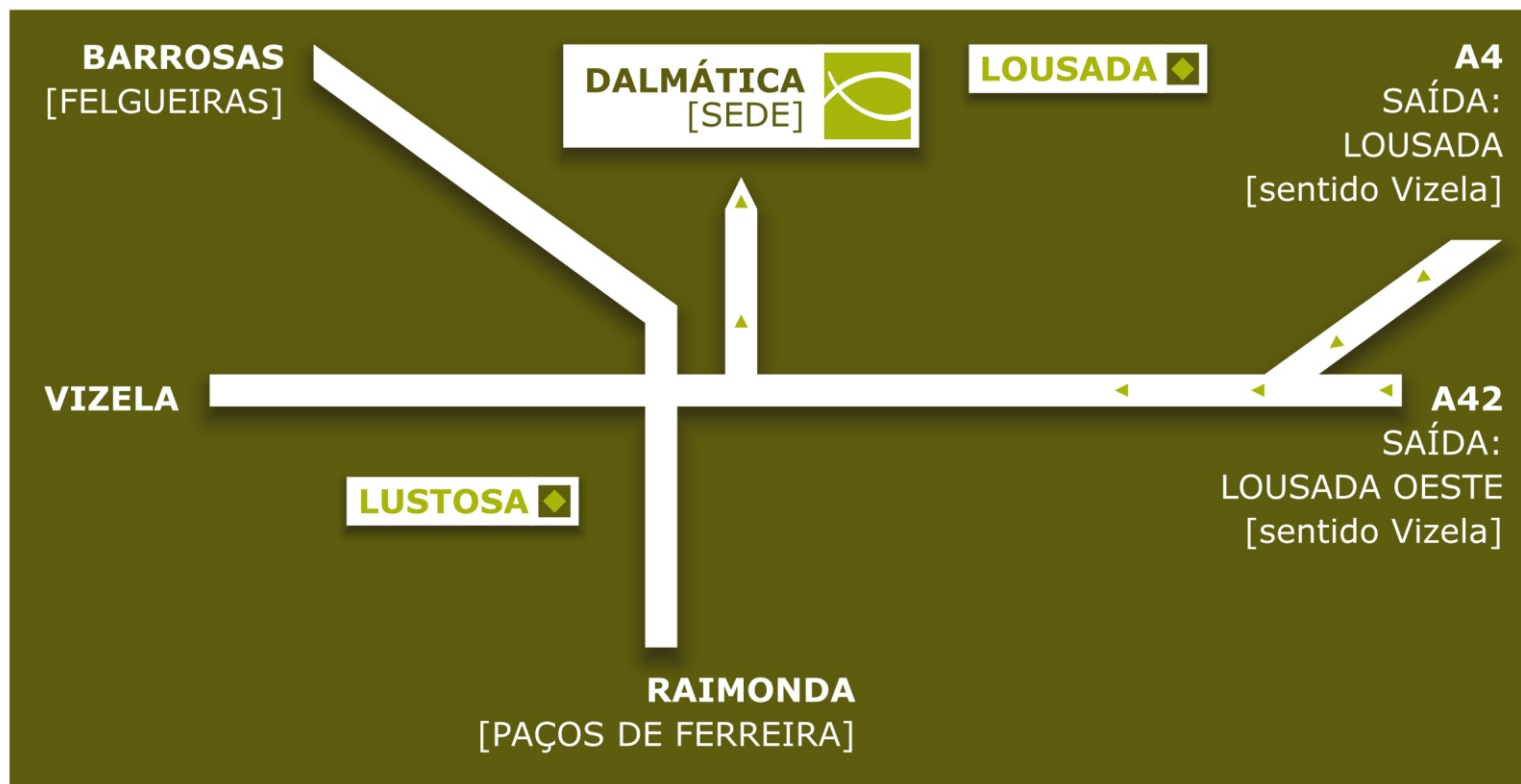 BARROSAS
[FELGUEIRAS]
DALMÁTICA
[SEDE]
LOUSADA
A4
SAÍDA:
LOUSADA
[sentido Vizela]
VIZELA
A42
SAÍDA:
LOUSADA OESTE
[sentido Vizela]
LUSTOSA
RAIMONDA
[PAÇOS DE FERREIRA]